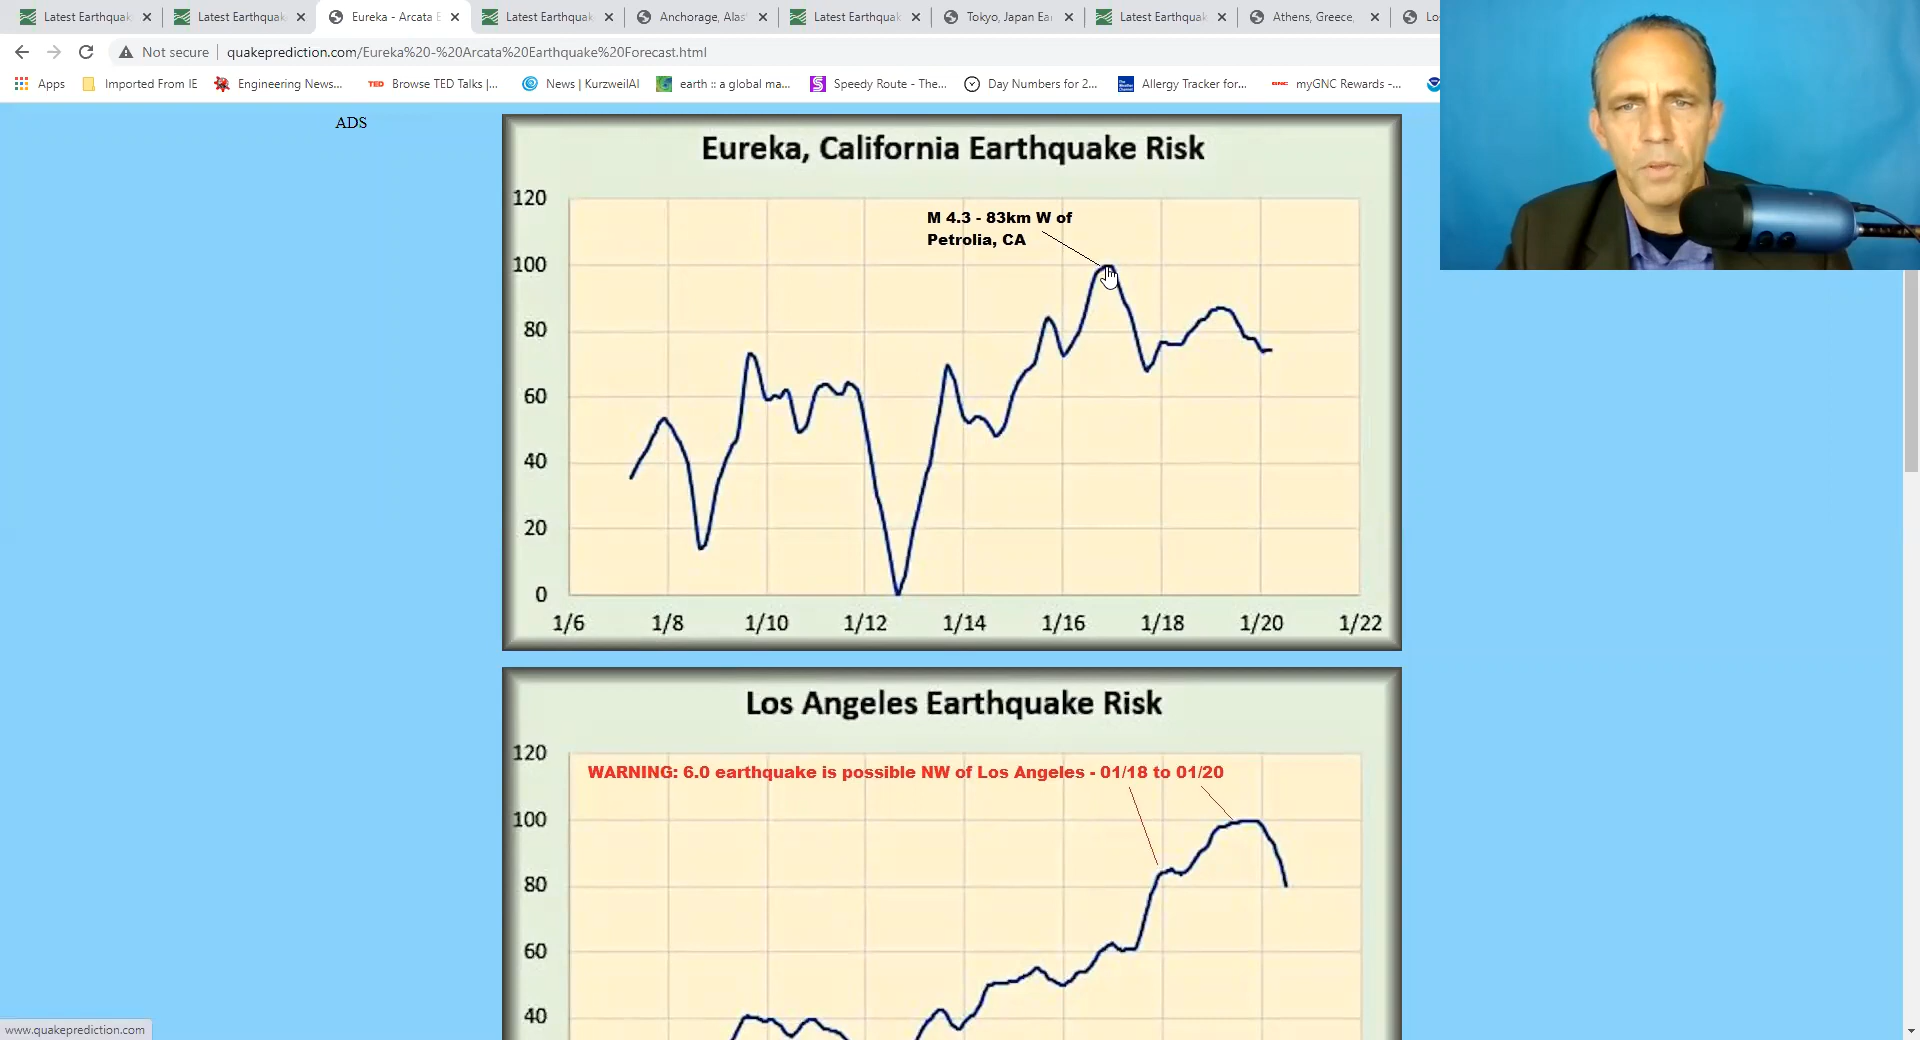 Latest Earthquak
Latest Earthquak
Eureka - Arcata E
Latest Earthquak
Anchorage, Alas
Latest Earthquak
Tokyo, Japan Ea
Latest Earthquak
Athens, Greece,
Lo
Not secure
quakeprediction.com/Eureka%20-%20Arcata%20Earthquake%20Forecast.html
Apps
Imported From IE
Engineering News...
TED
Browse TED Talks |...
News | KurzweilAI
earth :: a global ma...
Speedy Route - The...
Day Numbers for 2...
Allergy Tracker for...
GNC
myGNC Rewards -...
ADS
Eureka, California Earthquake Risk
120
M 4.3 - 83km W of
Petrolia, CA
100
80
60
40
20
0
1/6 1/8 1/10 1/12 1/14 1/16 1/18 1/20 1/22
Los Angeles Earthquake Risk
120
WARNING: 6.0 earthquake is possible NW of Los Angeles - 01/18 to 01/20
100
80
60
40
www.quakeprediction.com